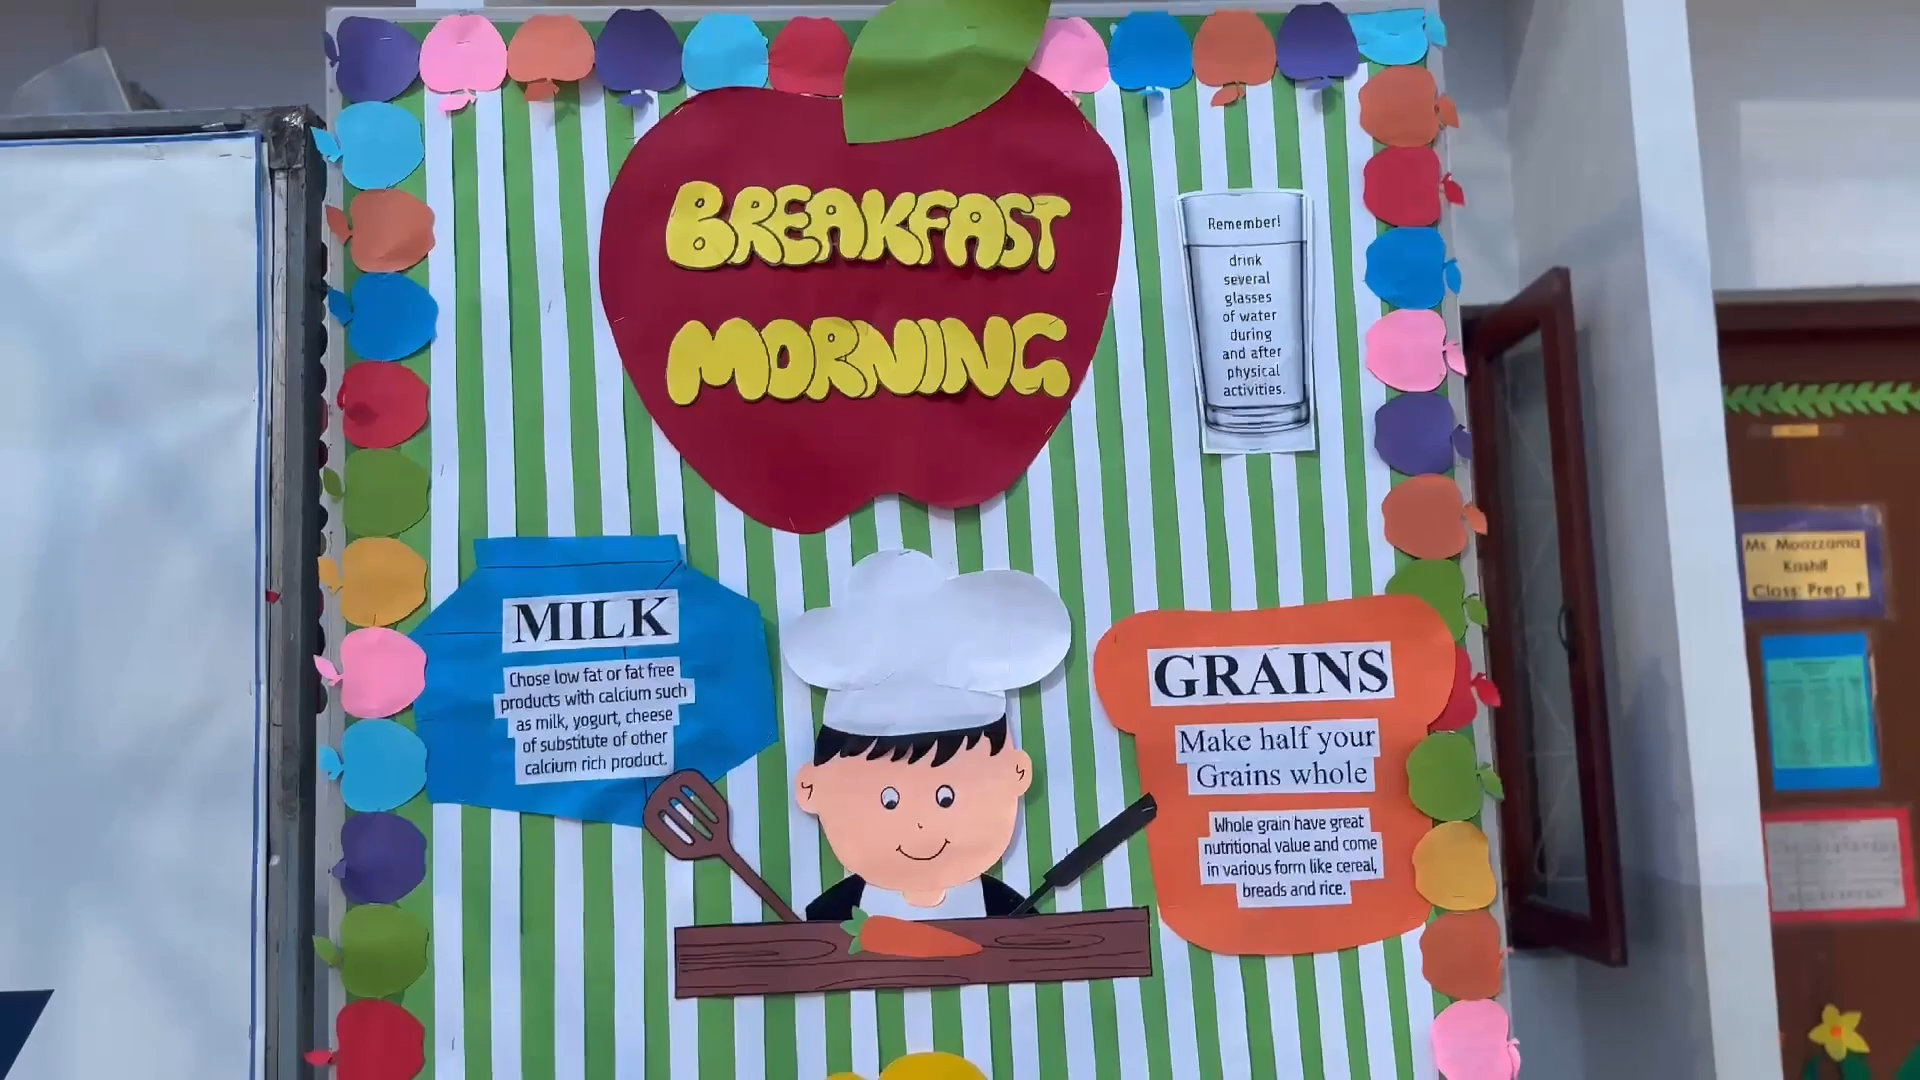 BREAKFAST
MORNING
Remember!
drink
several
glasses
of water
during
and after
physical
activities.
MILK
Chose low fat or fat free
products with calcium such
as milk, yogurt, cheese
of substitute of other
calcium rich product.
GRAINS
Make half your
Grains whole
Whole grain have great
nutritional value and come
in various form like cereal,
breads and rice.
Ms. Moazzama
Kashif
Class: Prep F